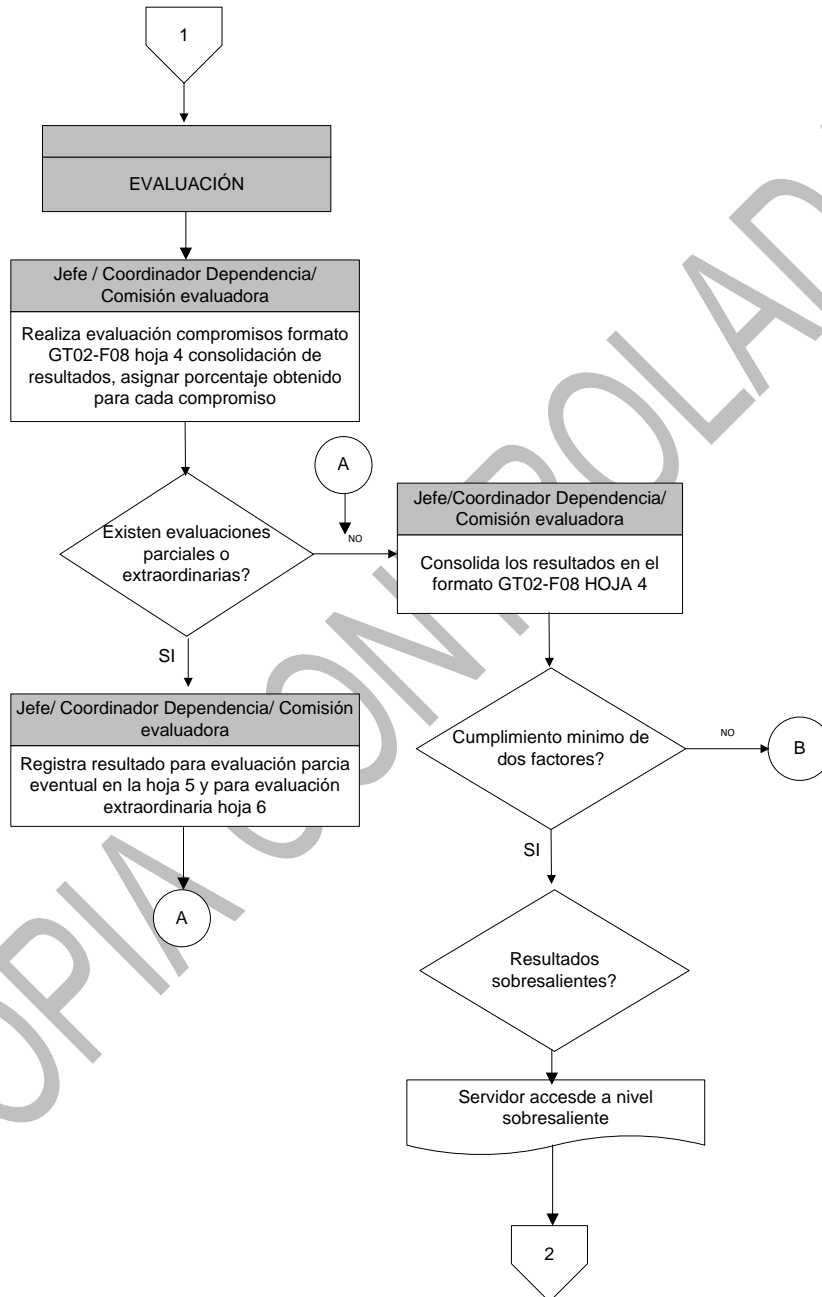 1
EVALUACIÓN
Jefe / Coordinador Dependencia/
Comisión evaluadora
Realiza evaluación compromisos formato
GT02-F08 hoja 4 consolidación de
resultados, asignar porcentaje obtenido
para cada compromiso
Existen evaluaciones
parciales o
extraordinarias?
A
NO
Jefe/Coordinador Dependencia/
Comisión evaluadora
Consolida los resultados en el
formato GT02-F08 HOJA 4
SI
Jefe/ Coordinador Dependencia/ Comisión
evaluadora
Registra resultado para evaluación parcia
eventual en la hoja 5 y para evaluación
extraordinaria hoja 6
A
Cumplimiento minimo de
dos factores?
NO
B
SI
Resultados
sobresalientes?
Servidor accesde a nivel
sobresaliente
2
OPIA CONTROLAD